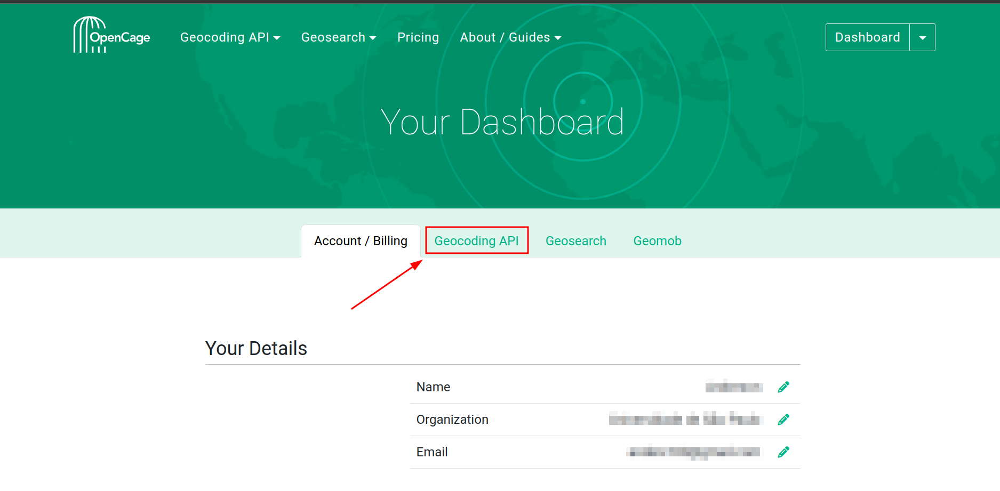 OpenCage Geocoding API Geosearch Pricing About / Guides Dashboard
Your Dashboard
Account / Billing Geocoding API Geosearch Geomob
Your Details
Name
Organization
Email